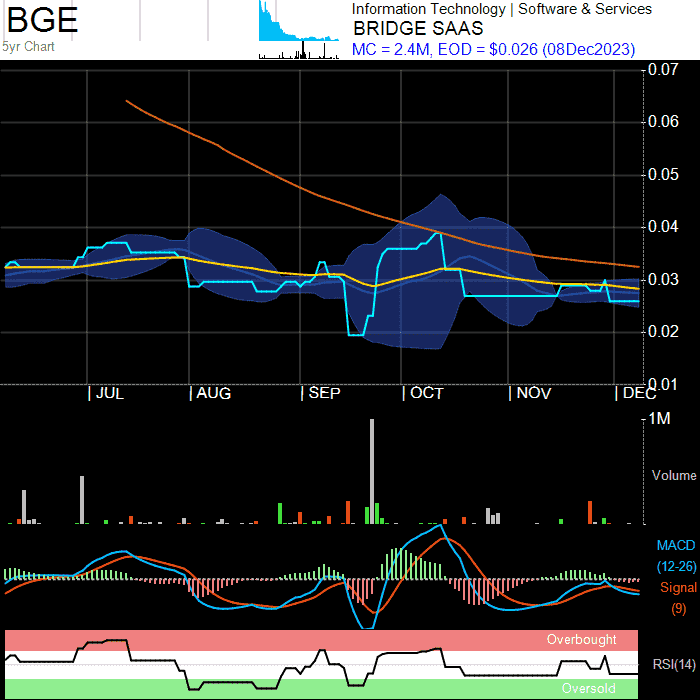 BGE
5yr Chart
Information Technology | Software & Services
BRIDGE SAAS
MC = 2.4M, EOD = $0.026 (08Dec2023)
0.07
0.06
0.05
0.04
0.03
0.02
0.01
JUL AUG SEP OCT NOV DEC
1M
Volume
MACD
(12-26)
Signal
(9)
Overbought
RSI(14)
Oversold